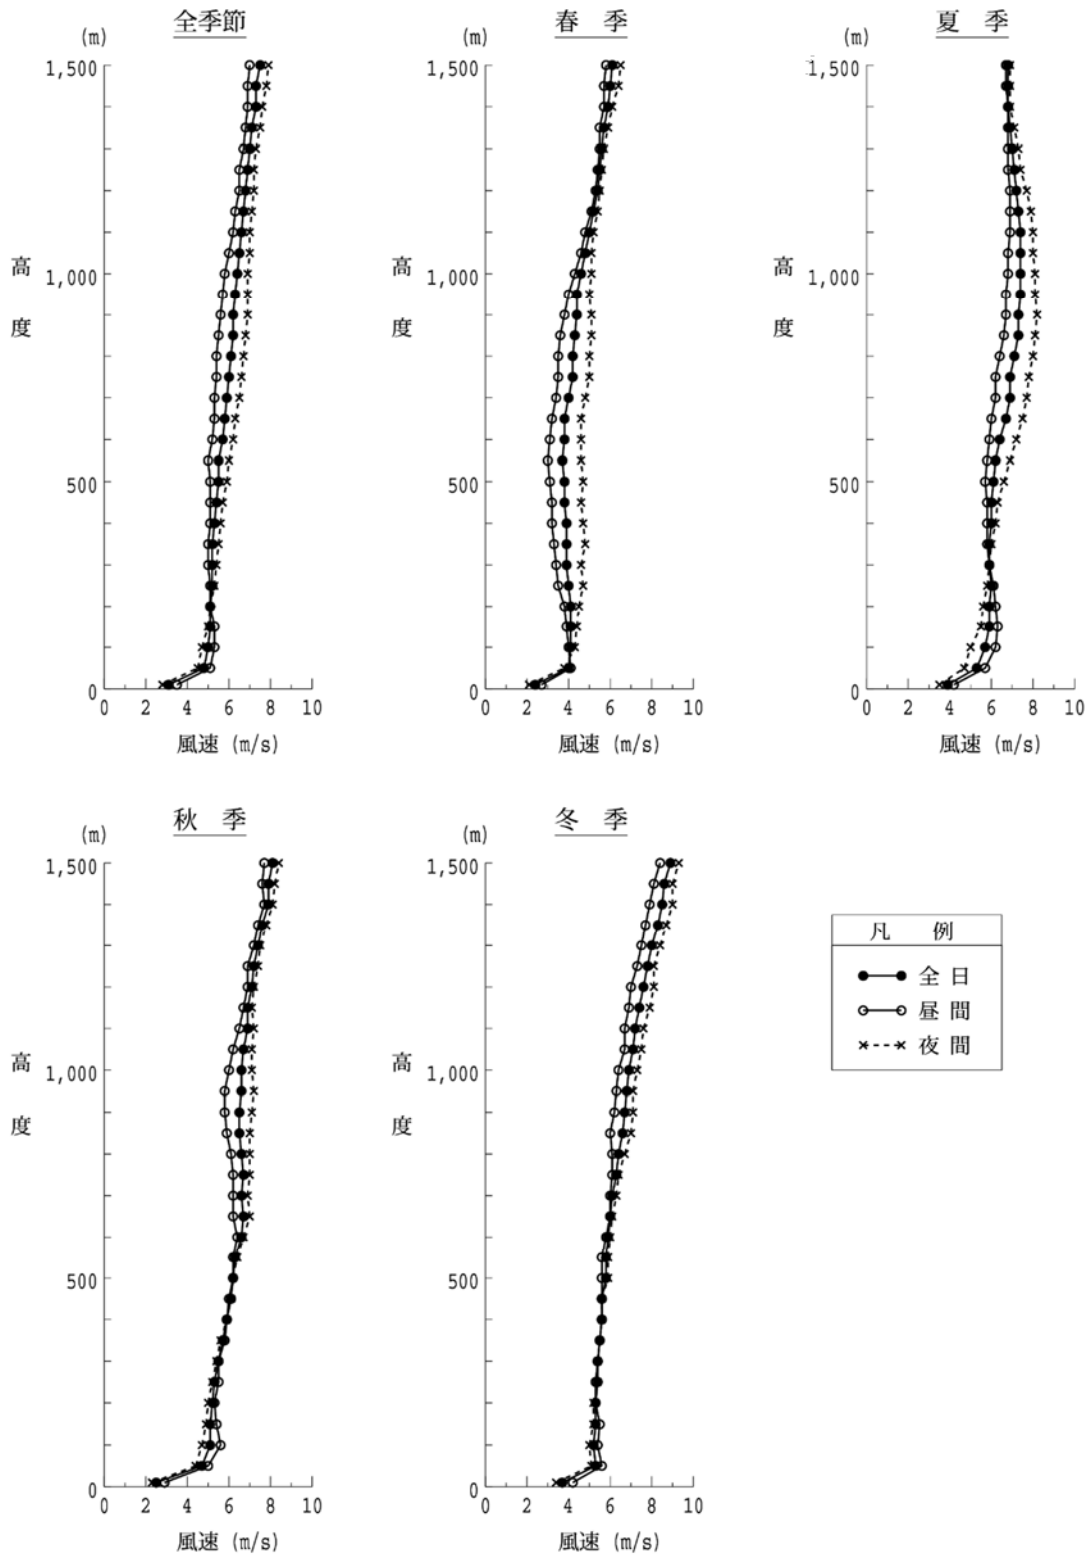 全季節
(m)
1,500
1,000
500
0
高
度
0 2 4 6 8 10
風速 (m/s)
春 季
(m)
1,500
1,000
500
0
高
度
0 2 4 6 8 10
風速 (m/s)
夏 季
(m)
1,500
1,000
500
0
高
度
0 2 4 6 8 10
風速 (m/s)
秋 季
(m)
1,500
1,000
500
0
高
度
0 2 4 6 8 10
風速 (m/s)
冬 季
(m)
1,500
1,000
500
0
高
度
0 2 4 6 8 10
風速 (m/s)
凡 例
全 日
昼 間
夜 間